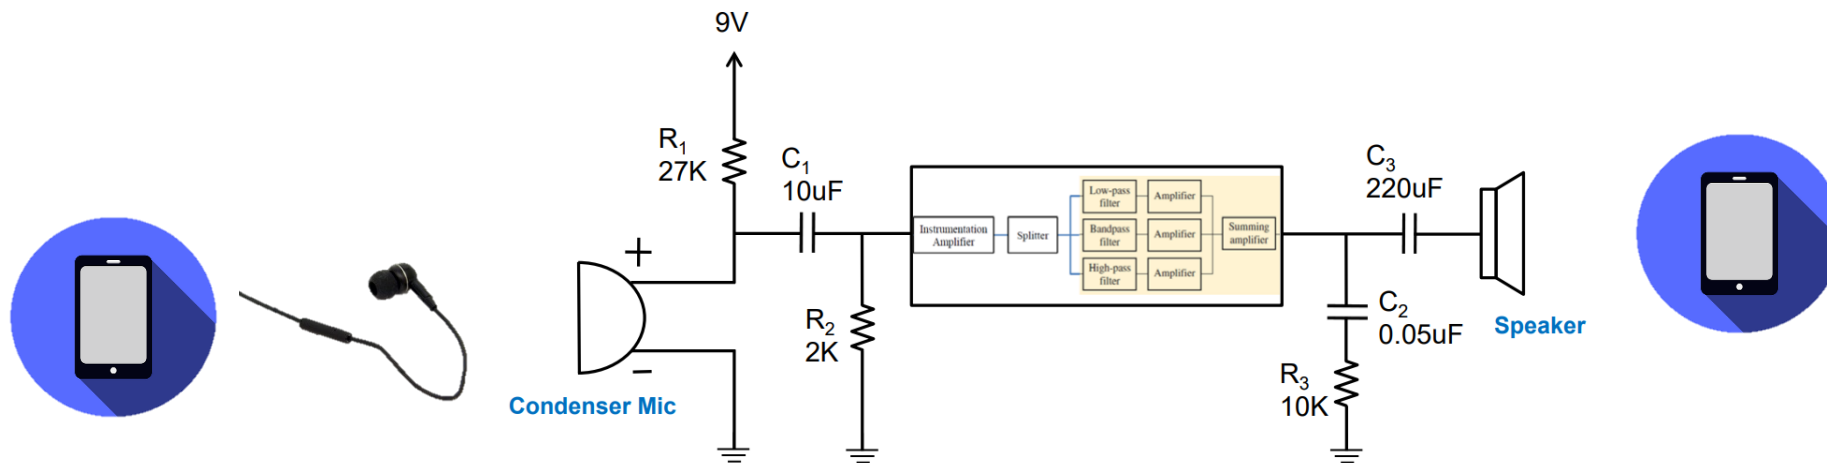 9V
R1
27K
C1
10uF
+
−
Condenser Mic
R2
2K
Instrumentation
Amplifier
Splitter
Low-pass
filter
Amplifier
Bandpass
filter
Amplifier
High-pass
filter
Amplifier
Summing
amplifier
C3
220uF
C2
0.05uF
R3
10K
Speaker